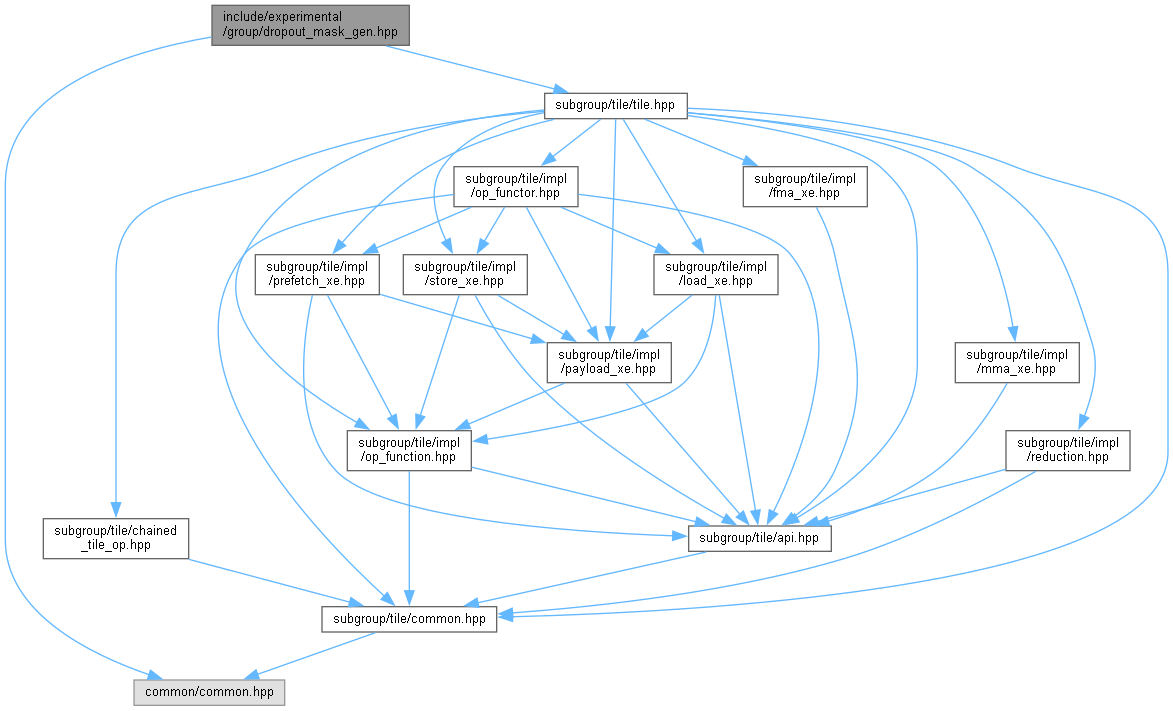 include/experimental
/group/dropout_mask_gen.hpp
subgroup/tile/tile.hpp
subgroup/tile/impl
/op_functor.hpp
subgroup/tile/impl
/fma_xe.hpp
subgroup/tile/impl
/prefetch_xe.hpp
subgroup/tile/impl
/store_xe.hpp
subgroup/tile/impl
/load_xe.hpp
subgroup/tile/impl
/payload_xe.hpp
subgroup/tile/impl
/mma_xe.hpp
subgroup/tile/impl
/op_function.hpp
subgroup/tile/impl
/reduction.hpp
subgroup/tile/chained
_tile_op.hpp
subgroup/tile/api.hpp
subgroup/tile/common.hpp
common/common.hpp